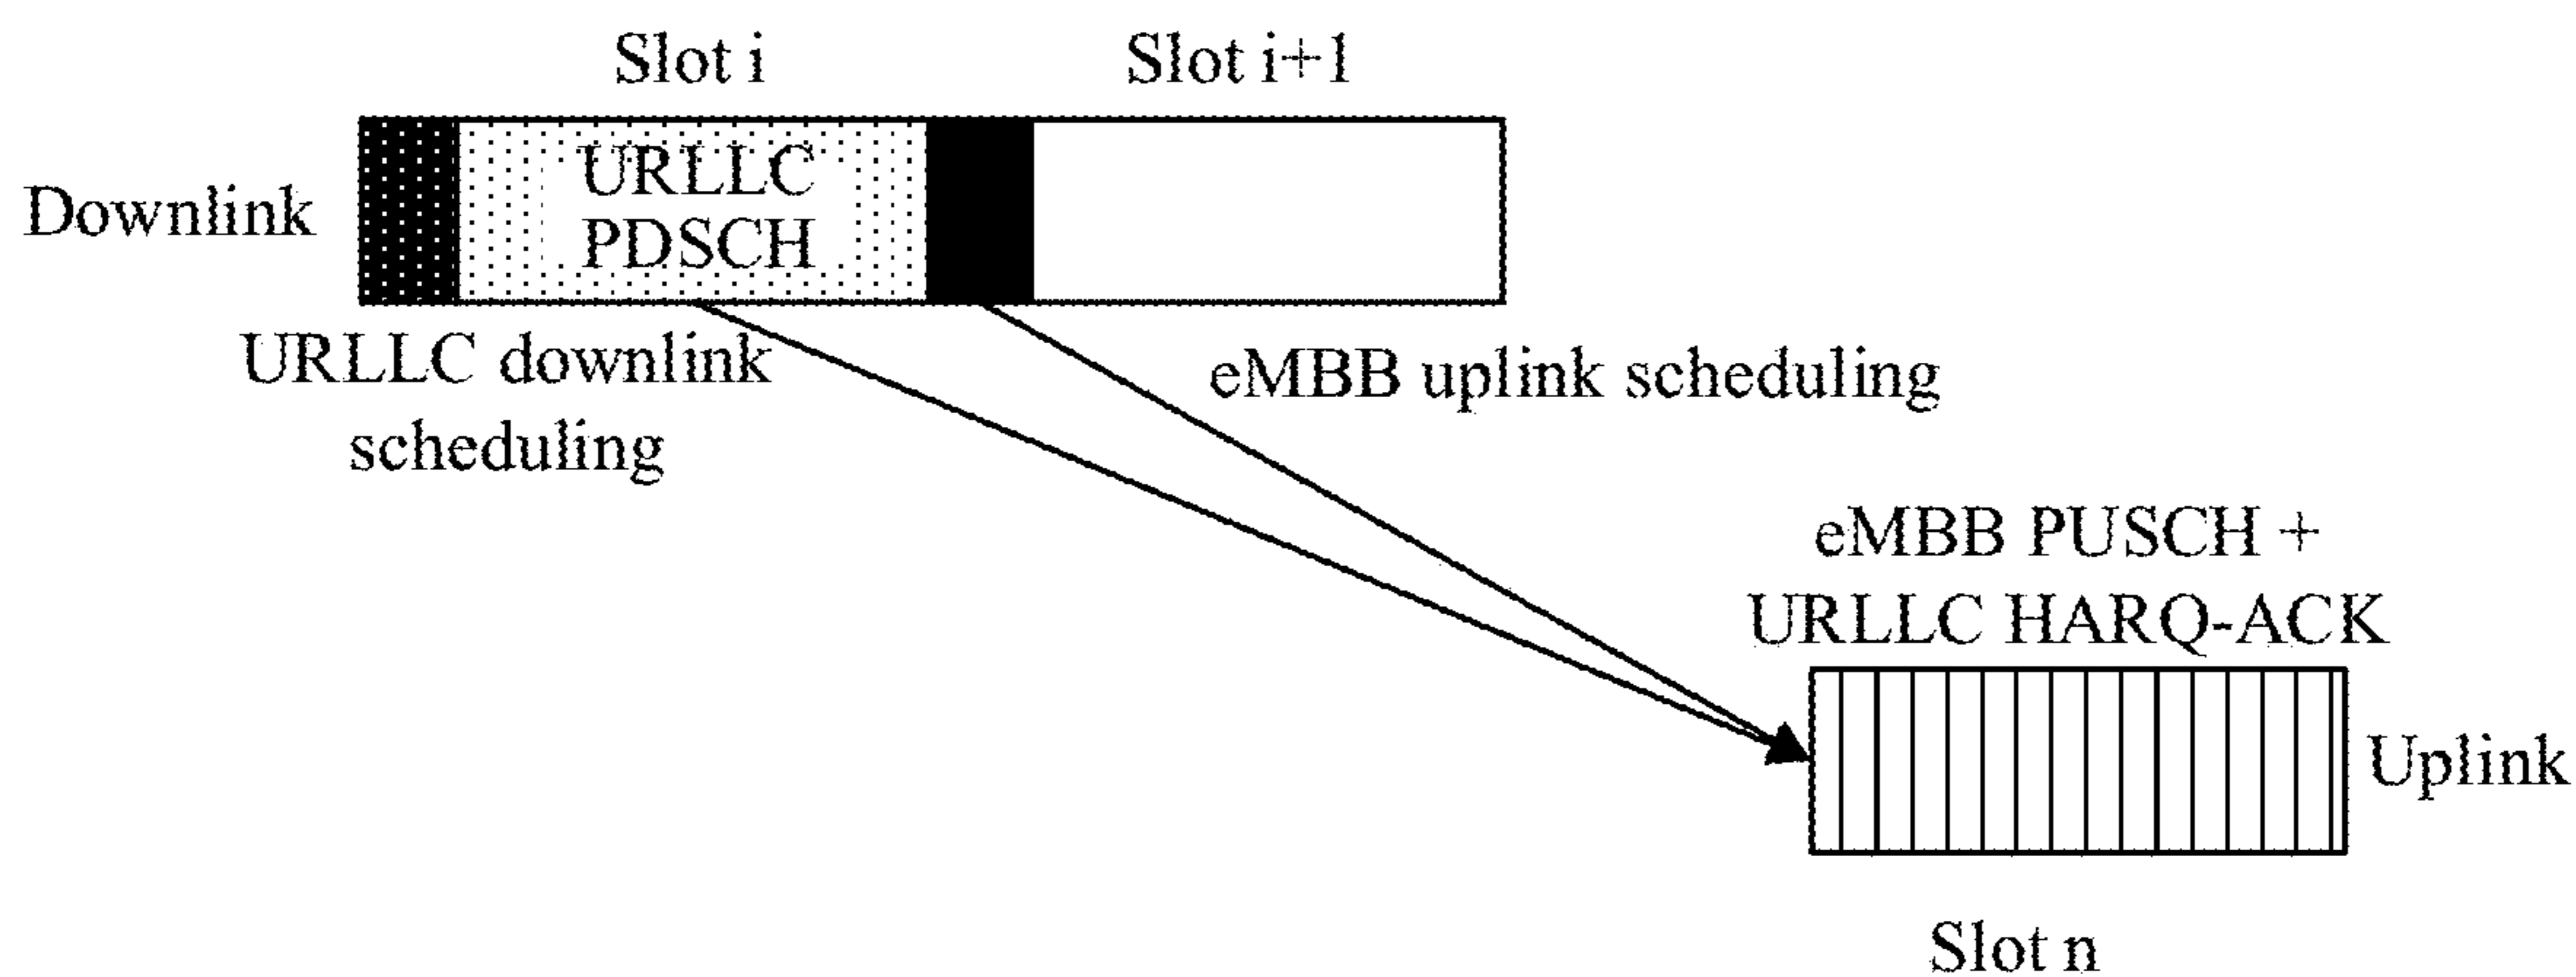 Slot i
Slot i+1
Downlink
URLLC
PDSCH
URLLC downlink
scheduling
eMBB uplink scheduling
eMBB PUSCH +
URLLC HARQ-ACK
Uplink
Slot n